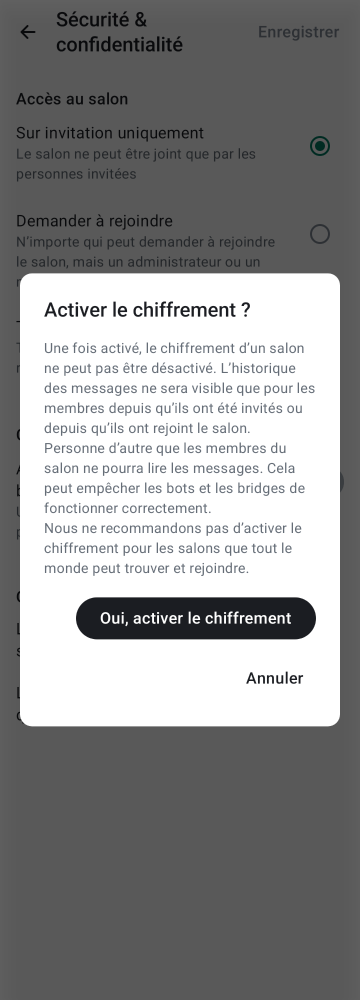 Sécurité &
confidentialité
Enregistrer
Accès au salon
Sur invitation uniquement
Le salon ne peut être joint que par les
personnes invitées
Demander à rejoindre
N'importe qui peut demander à rejoindre
le salon, mais un administrateur ou un
Activer le chiffrement ?
Une fois activé, le chiffrement d’un salon
ne peut pas être désactivé. L’historique
des messages ne sera visible que pour les
membres depuis qu’ils ont été invités ou
depuis qu’ils ont rejoint le salon.
Personne d’autre que les membres du
salon ne pourra lire les messages. Cela
peut empêcher les bots et les bridges de
fonctionner correctement.
Nous ne recommandons pas d’activer le
chiffrement pour les salons que tout le
monde peut trouver et rejoindre.
Oui, activer le chiffrement
Annuler